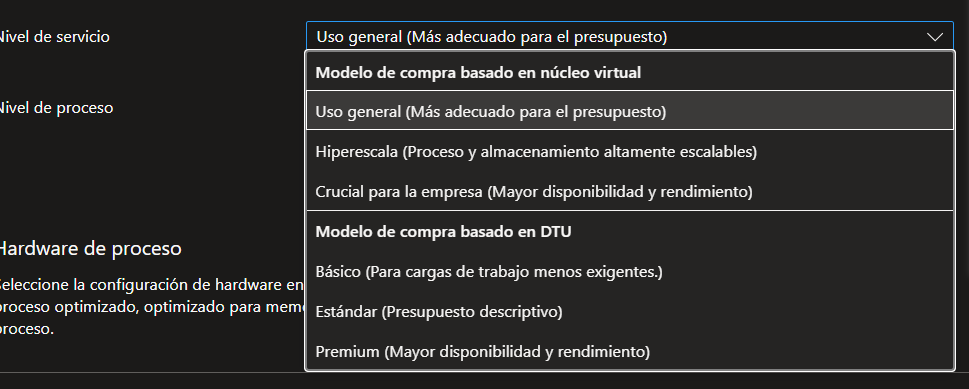 Nivel de servicio
Uso general (Más adecuado para el presupuesto)
Modelo de compra basado en núcleo virtual
Nivel de proceso
Uso general (Más adecuado para el presupuesto)
Hiperescala (Proceso y almacenamiento altamente escalables)
Crucial para la empresa (Mayor disponibilidad y rendimiento)
Modelo de compra basado en DTU
Hardware de proceso
Básico (Para cargas de trabajo menos exigentes.)
Seleccione la configuración de hardware en
proceso optimizado, optimizado para mem
proceso.
Estándar (Presupuesto descriptivo)
Premium (Mayor disponibilidad y rendimiento)